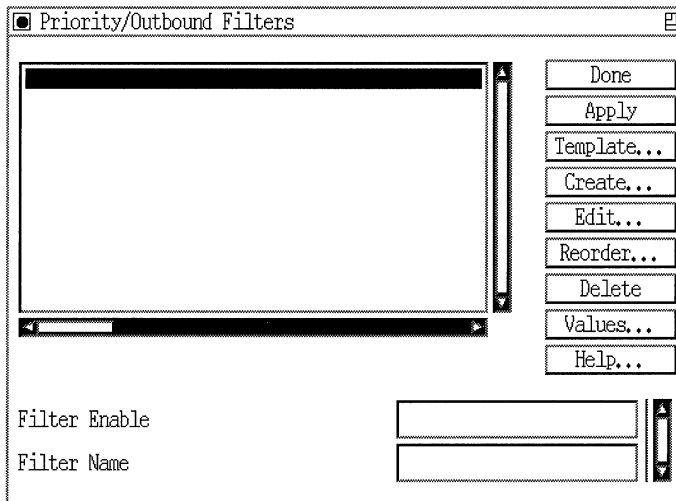 Priority/Outbound Filters
Done
Apply
Template...
Create...
Edit...
Reorder...
Delete
Values...
Help...
Filter Enable
Filter Name